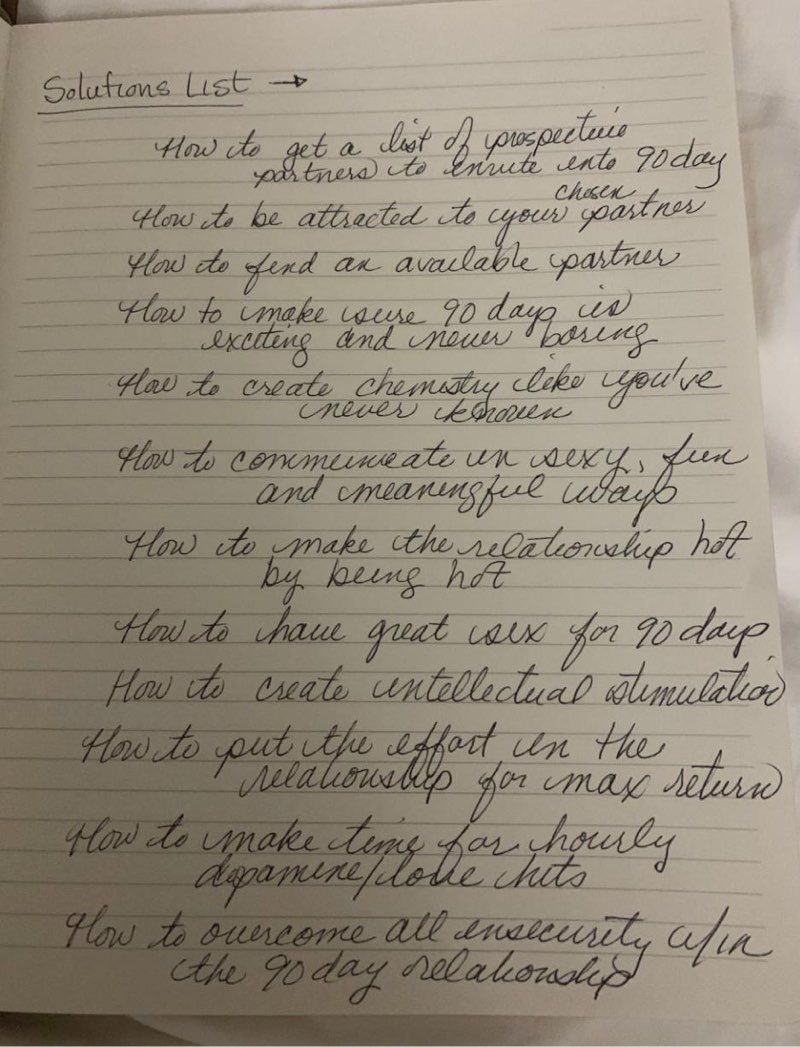 Solutions List →
How to get a list of prospective
partners to invite into 90 day
chosen
How to be attracted to your partner
How to find an available partner
How to make sure 90 days is
exciting and never boring
How to create chemistry like you've
never known
How to communicate in sexy, fun
and meaningful ways
How to make the relationship hot
by being hot
How to have great sex for 90 days
How to create intellectual stimulation
How to put the effort in the
relationship for max return
How to make time for hourly
dopamine/love hits
How to overcome all insecurity w/in
the 90 day relationship